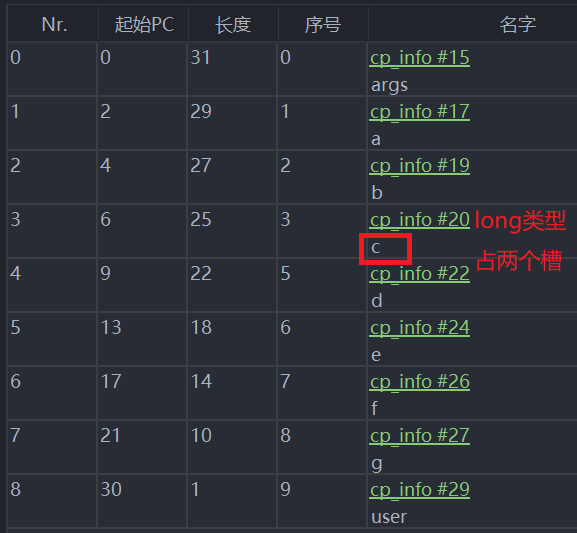 Nr. 起始PC 长度 序号 名字
0 0 31 0 cp_info #15
args
1 2 29 1 cp_info #17
a
2 4 27 2 cp_info #19
b
3 6 25 3 cp_info #20 long类型
c 占两个槽
4 9 22 5 cp_info #22
d
5 13 18 6 cp_info #24
e
6 17 14 7 cp_info #26
f
7 21 10 8 cp_info #27
g
8 30 1 9 cp_info #29
user